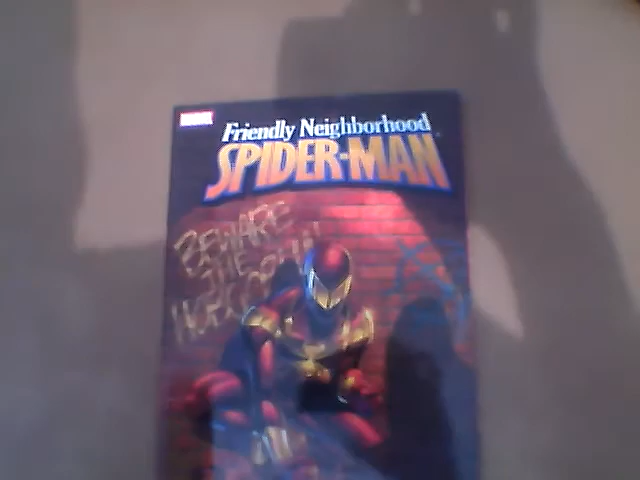 MARVEL
Friendly Neighborhood
SPIDER-MAN
BEWARE
THE